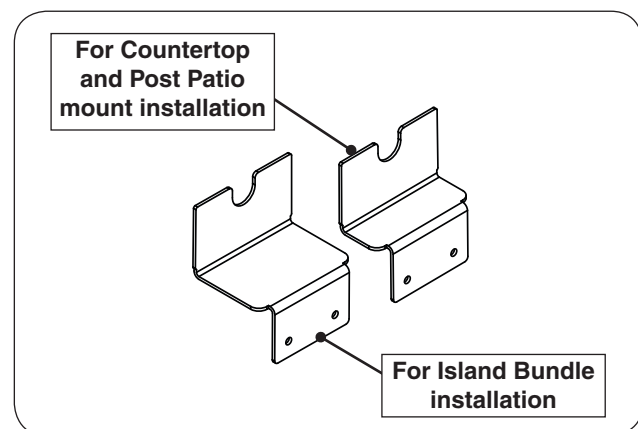 For Countertop
and Post Patio
mount installation
For Island Bundle
installation